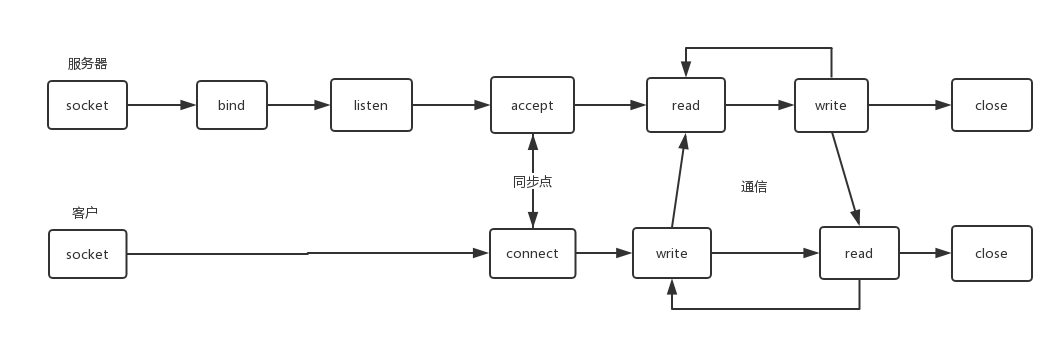 服务器
socket
bind
listen
accept
read
write
close
同步点
通信
客户
socket
connect
write
read
close